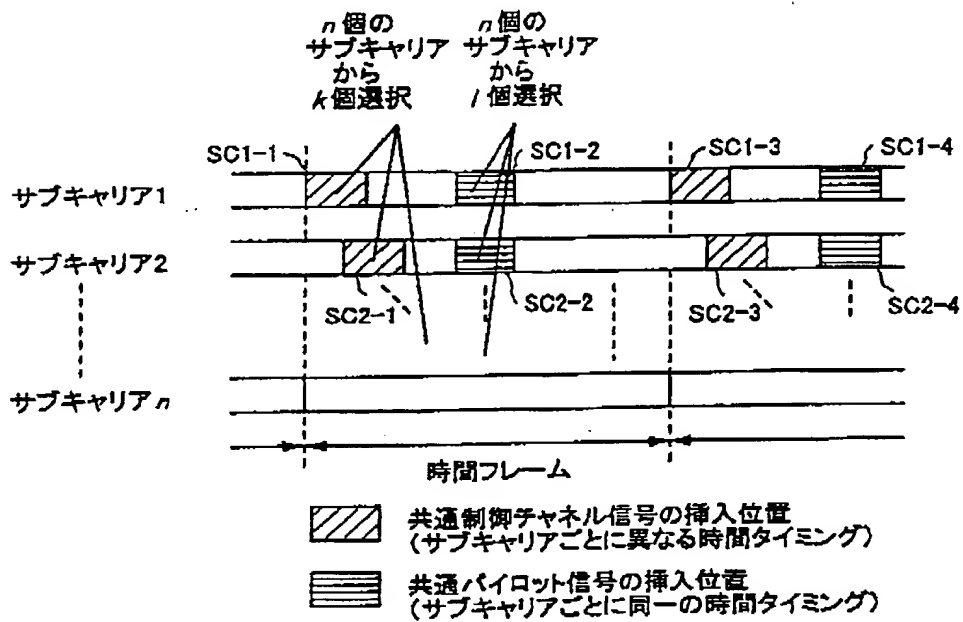 n個の
サブキャリア
から
k個選択
n個の
サブキャリア
から
l個選択
SC1-1
SC1-2
SC1-3
SC1-4
サブキャリア1
サブキャリア2
SC2-1
SC2-2
SC2-3
SC2-4
サブキャリアn
時間フレーム
共通制御チャネル信号の挿入位置
(サブキャリアごとに異なる時間タイミング)
共通パイロット信号の挿入位置
(サブキャリアごとに同一の時間タイミング)